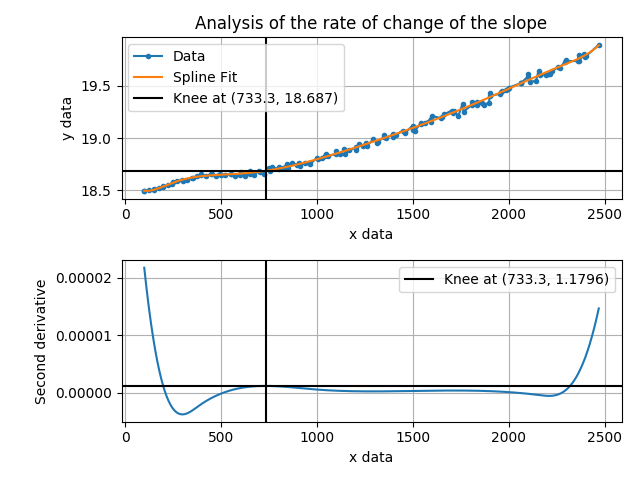 Analysis of the rate of change of the slope
Data
Spline Fit
Knee at (733.3, 18.687)
y data
19.5
19.0
18.5
0 500 1000 1500 2000 2500
x data
Knee at (733.3, 1.1796)
Second derivative
0.00002
0.00001
0.00000
0 500 1000 1500 2000 2500
x data